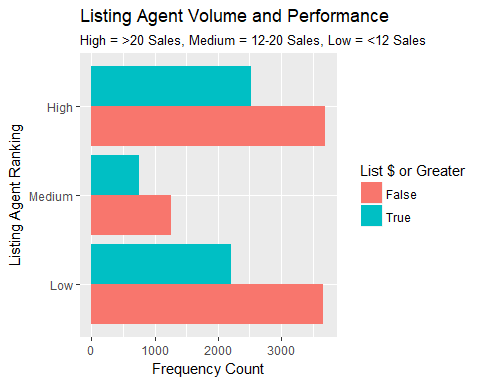 Listing Agent Volume and Performance
High = >20 Sales, Medium = 12-20 Sales, Low = <12 Sales
Listing Agent Ranking
High
Medium
Low
0 1000 2000 3000
Frequency Count
List $ or Greater
False
True